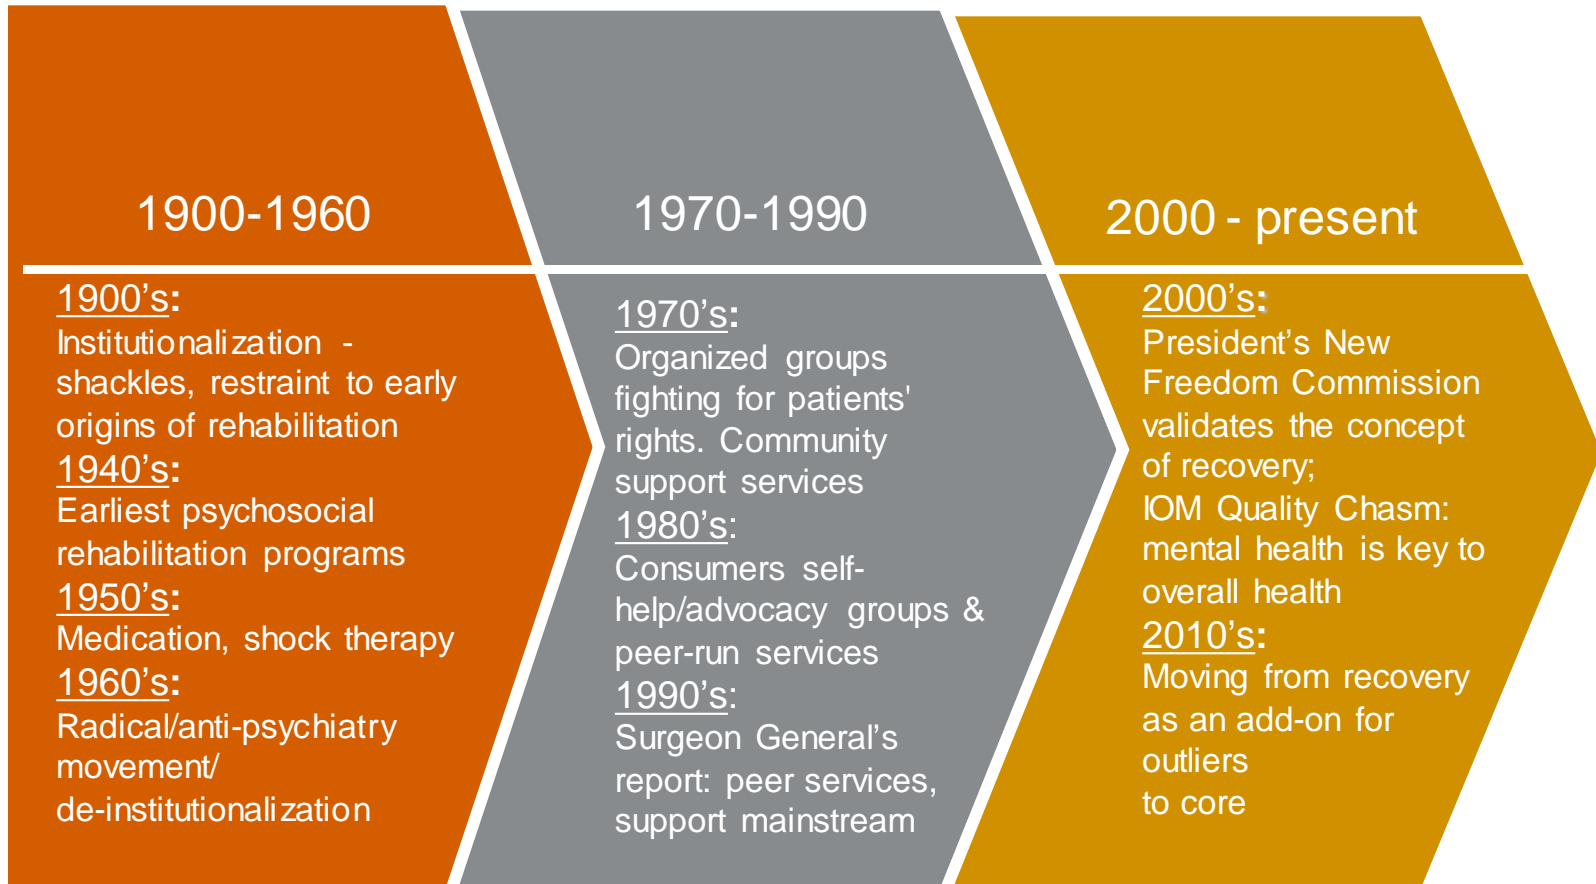 1900-1960
1900's:
Institutionalization -
shackles, restraint to early
origins of rehabilitation
1940's:
Earliest psychosocial
rehabilitation programs
1950's:
Medication, shock therapy
1960's:
Radical/anti-psychiatry
movement/
de-institutionalization
1970-1990
1970's:
Organized groups
fighting for patients'
rights. Community
support services
1980's:
Consumers self-
help/advocacy groups &
peer-run services
1990's:
Surgeon General's
report: peer services,
support mainstream
2000 - present
2000's:
President's New
Freedom Commission
validates the concept
of recovery;
IOM Quality Chasm:
mental health is key to
overall health
2010's:
Moving from recovery
as an add-on for
outliers
to core